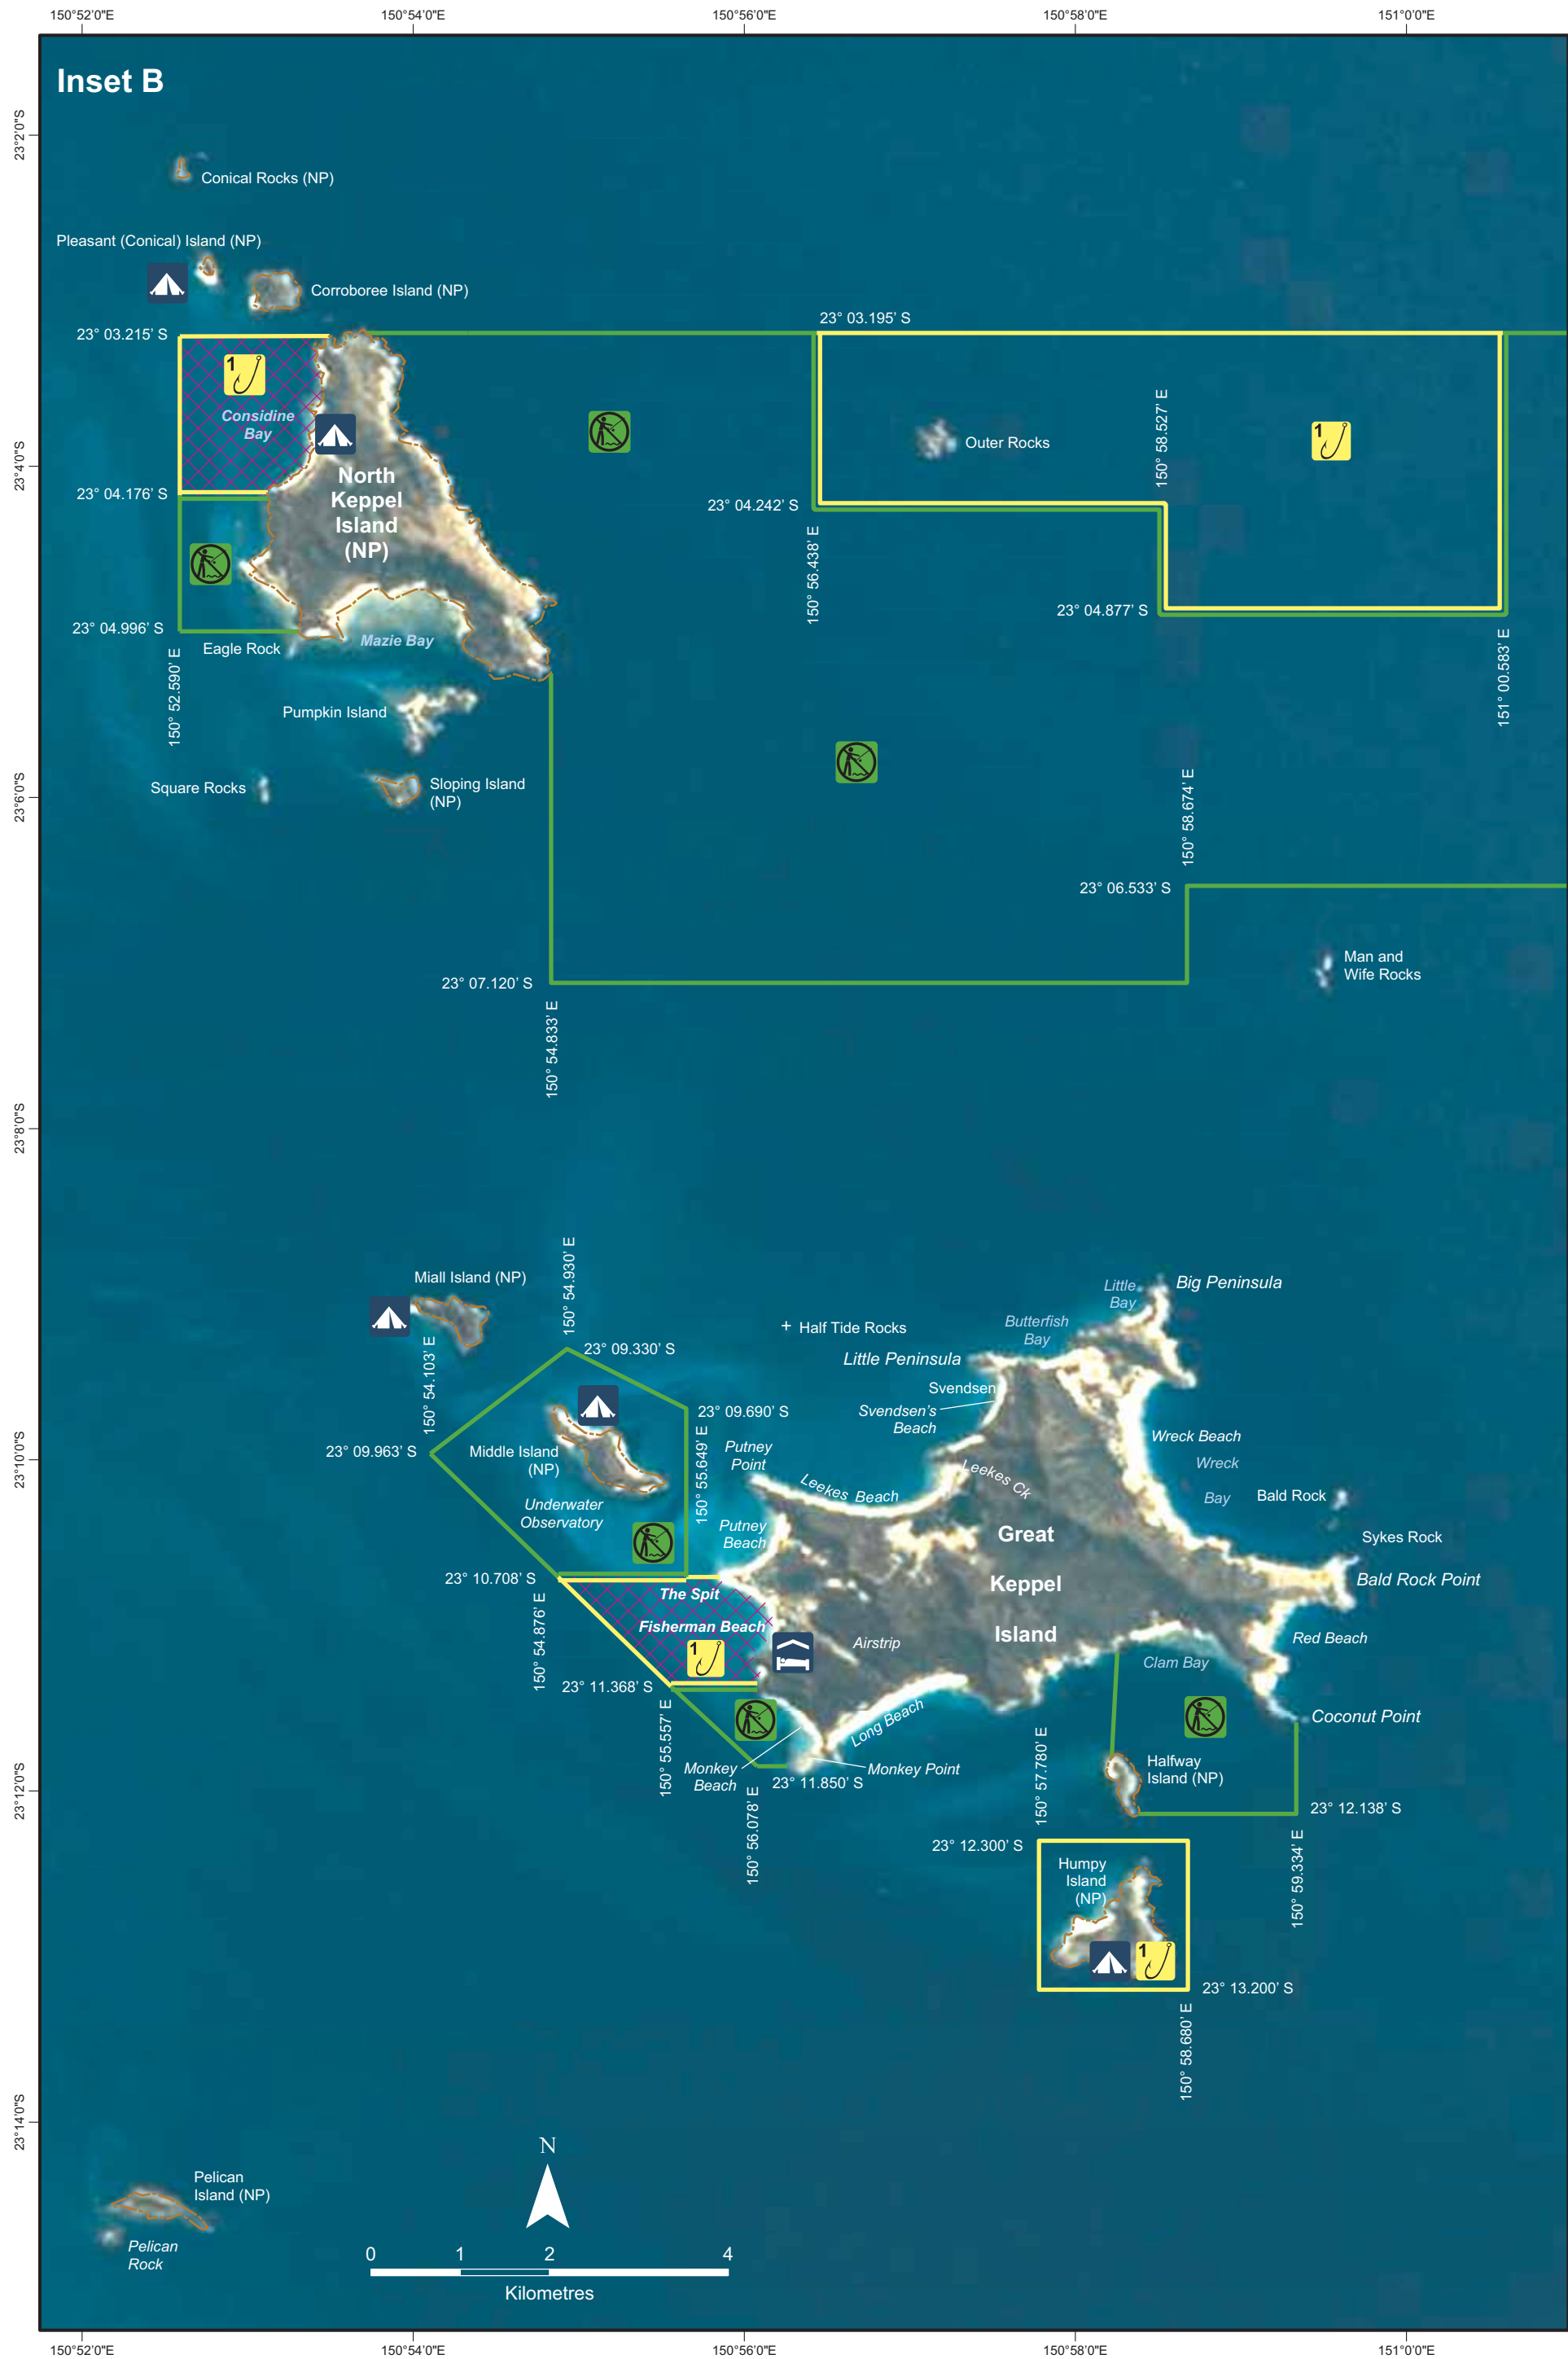 150°52'0"E
150°54'0"E
150°56'0"E
150°58'0"E
151°0'0"E
Inset B
23°2'0"S
Conical Rocks (NP)
Pleasant (Conical) Island (NP)
Corroboree Island (NP)
23° 03.215' S
23° 03.195' S
1
Considine
Bay
150° 58.527' E
1
Outer Rocks
23°4'0"S
North
Keppel
Island
(NP)
23° 04.176' S
23° 04.242' S
150° 56.438' E
23° 04.877' S
23° 04.996' S
Eagle Rock
Mazie Bay
150° 52.590' E
151° 00.583' E
Pumpkin Island
Square Rocks
Sloping Island
(NP)
23°6'0"S
150° 58.674' E
23° 06.533' S
Man and
Wife Rocks
23° 07.120' S
150° 54.833' E
23°8'0"S
150° 54.930' E
Miall Island (NP)
Little
Bay
Big Peninsula
Butterfish
Bay
Half Tide Rocks
150° 54.103' E
23° 09.330' S
Little Peninsula
Svendsen
Svendsen's
Beach
23° 09.690' S
23° 09.963' S
Middle Island
(NP)
150° 55.649' E
Putney
Point
Wreck Beach
Wreck
Bay
23°10'0"S
Leekes Beach
Leekes Ck
Bald Rock
Underwater
Observatory
Putney
Beach
Great
Keppel
Island
Sykes Rock
23° 10.708' S
The Spit
Bald Rock Point
150° 54.876' E
Fisherman Beach
Airstrip
Red Beach
1
Clam Bay
23° 11.368' S
150° 55.557' E
Long Beach
Coconut Point
150° 57.780' E
Monkey
Beach
Monkey Point
23° 11.850' S
Halfway
Island (NP)
23°12'0"S
150° 56.078' E
23° 12.138' S
23° 12.300' S
Humpy
Island
(NP)
150° 59.334' E
1
23° 13.200' S
150° 58.680' E
23°14'0"S
N
Pelican
Island (NP)
Pelican
Rock
0
1
2
4
Kilometres
150°52'0"E
150°54'0"E
150°56'0"E
150°58'0"E
151°0'0"E